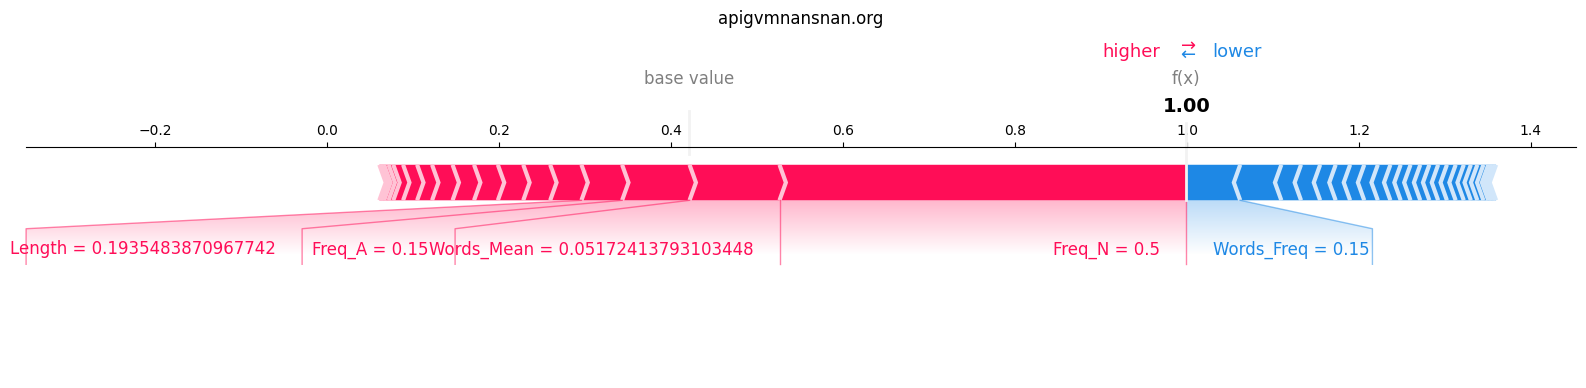 apigvmnansnan.org
higher ⇄ lower
base value f(x)
1.00
−0.2 0.0 0.2 0.4 0.6 0.8 1.0 1.2 1.4
Length = 0.1935483870967742 Freq_A = 0.15 Words_Mean = 0.05172413793103448 Freq_N = 0.5 Words_Freq = 0.15